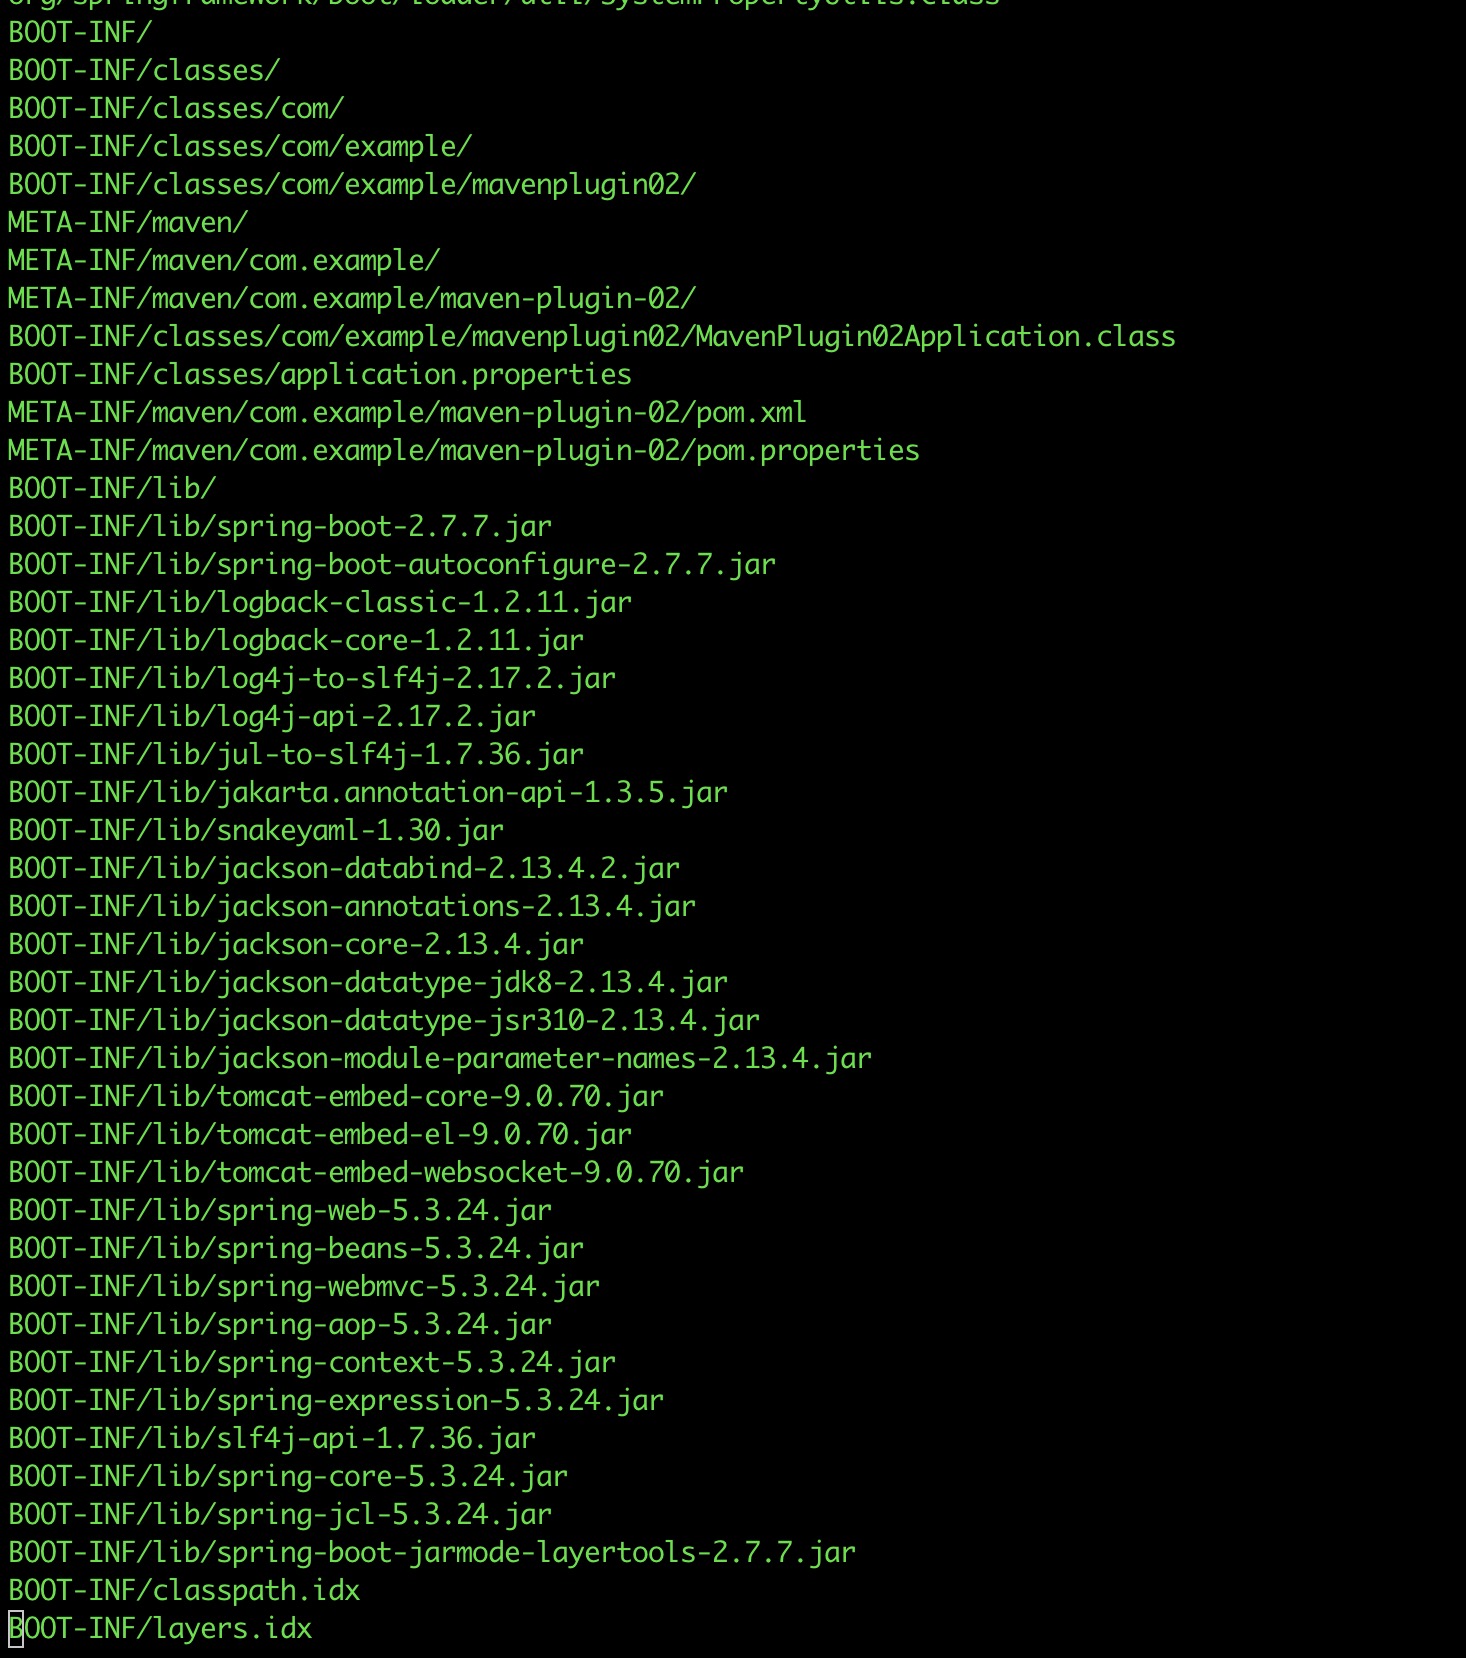 org/springframework/boot/loader/util/SystemPropertyUtils.class
BOOT-INF/
BOOT-INF/classes/
BOOT-INF/classes/com/
BOOT-INF/classes/com/example/
BOOT-INF/classes/com/example/mavenplugin02/
META-INF/maven/
META-INF/maven/com.example/
META-INF/maven/com.example/maven-plugin-02/
BOOT-INF/classes/com/example/mavenplugin02/MavenPlugin02Application.class
BOOT-INF/classes/application.properties
META-INF/maven/com.example/maven-plugin-02/pom.xml
META-INF/maven/com.example/maven-plugin-02/pom.properties
BOOT-INF/lib/
BOOT-INF/lib/spring-boot-2.7.7.jar
BOOT-INF/lib/spring-boot-autoconfigure-2.7.7.jar
BOOT-INF/lib/logback-classic-1.2.11.jar
BOOT-INF/lib/logback-core-1.2.11.jar
BOOT-INF/lib/log4j-to-slf4j-2.17.2.jar
BOOT-INF/lib/log4j-api-2.17.2.jar
BOOT-INF/lib/jul-to-slf4j-1.7.36.jar
BOOT-INF/lib/jakarta.annotation-api-1.3.5.jar
BOOT-INF/lib/snakeyaml-1.30.jar
BOOT-INF/lib/jackson-databind-2.13.4.2.jar
BOOT-INF/lib/jackson-annotations-2.13.4.jar
BOOT-INF/lib/jackson-core-2.13.4.jar
BOOT-INF/lib/jackson-datatype-jdk8-2.13.4.jar
BOOT-INF/lib/jackson-datatype-jsr310-2.13.4.jar
BOOT-INF/lib/jackson-module-parameter-names-2.13.4.jar
BOOT-INF/lib/tomcat-embed-core-9.0.70.jar
BOOT-INF/lib/tomcat-embed-el-9.0.70.jar
BOOT-INF/lib/tomcat-embed-websocket-9.0.70.jar
BOOT-INF/lib/spring-web-5.3.24.jar
BOOT-INF/lib/spring-beans-5.3.24.jar
BOOT-INF/lib/spring-webmvc-5.3.24.jar
BOOT-INF/lib/spring-aop-5.3.24.jar
BOOT-INF/lib/spring-context-5.3.24.jar
BOOT-INF/lib/spring-expression-5.3.24.jar
BOOT-INF/lib/slf4j-api-1.7.36.jar
BOOT-INF/lib/spring-core-5.3.24.jar
BOOT-INF/lib/spring-jcl-5.3.24.jar
BOOT-INF/lib/spring-boot-jarmode-layertools-2.7.7.jar
BOOT-INF/classpath.idx
BOOT-INF/layers.idx